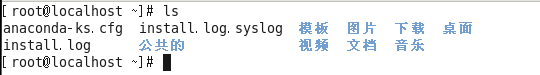 [root@localhost ~]# ls
anaconda-ks.cfg install.log.syslog 模板 图片 下载 桌面
install.log 公共的 视频 文档 音乐
[root@localhost ~]#